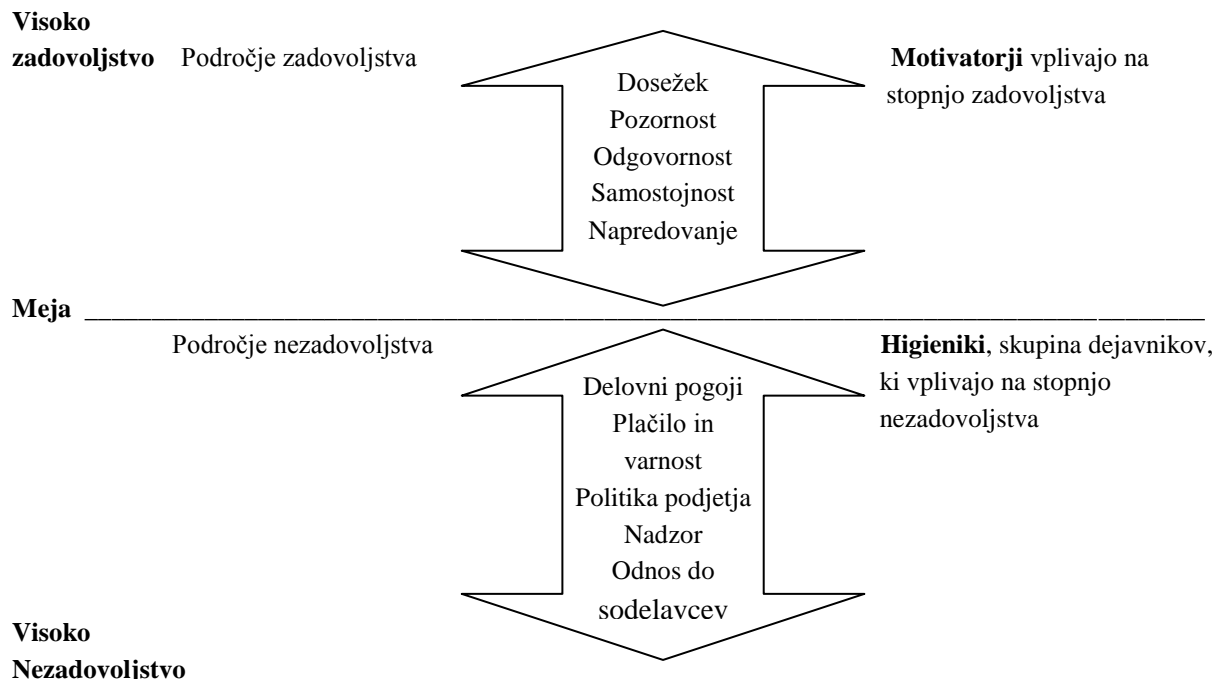 Visoko
zadovoljstvo Področje zadovoljstva
Motivatorji vplivajo na
stopnjo zadovoljstva
Dosežek
Pozornost
Odgovornost
Samostojnost
Napredovanje
Meja
Področje nezadovoljstva
Higieniki, skupina dejavnikov,
ki vplivajo na stopnjo
nezadovoljstva
Delovni pogoji
Plačilo in
varnost
Politika podjetja
Nadzor
Odnos do
sodelavcev
Visoko
Nezadovoljstvo